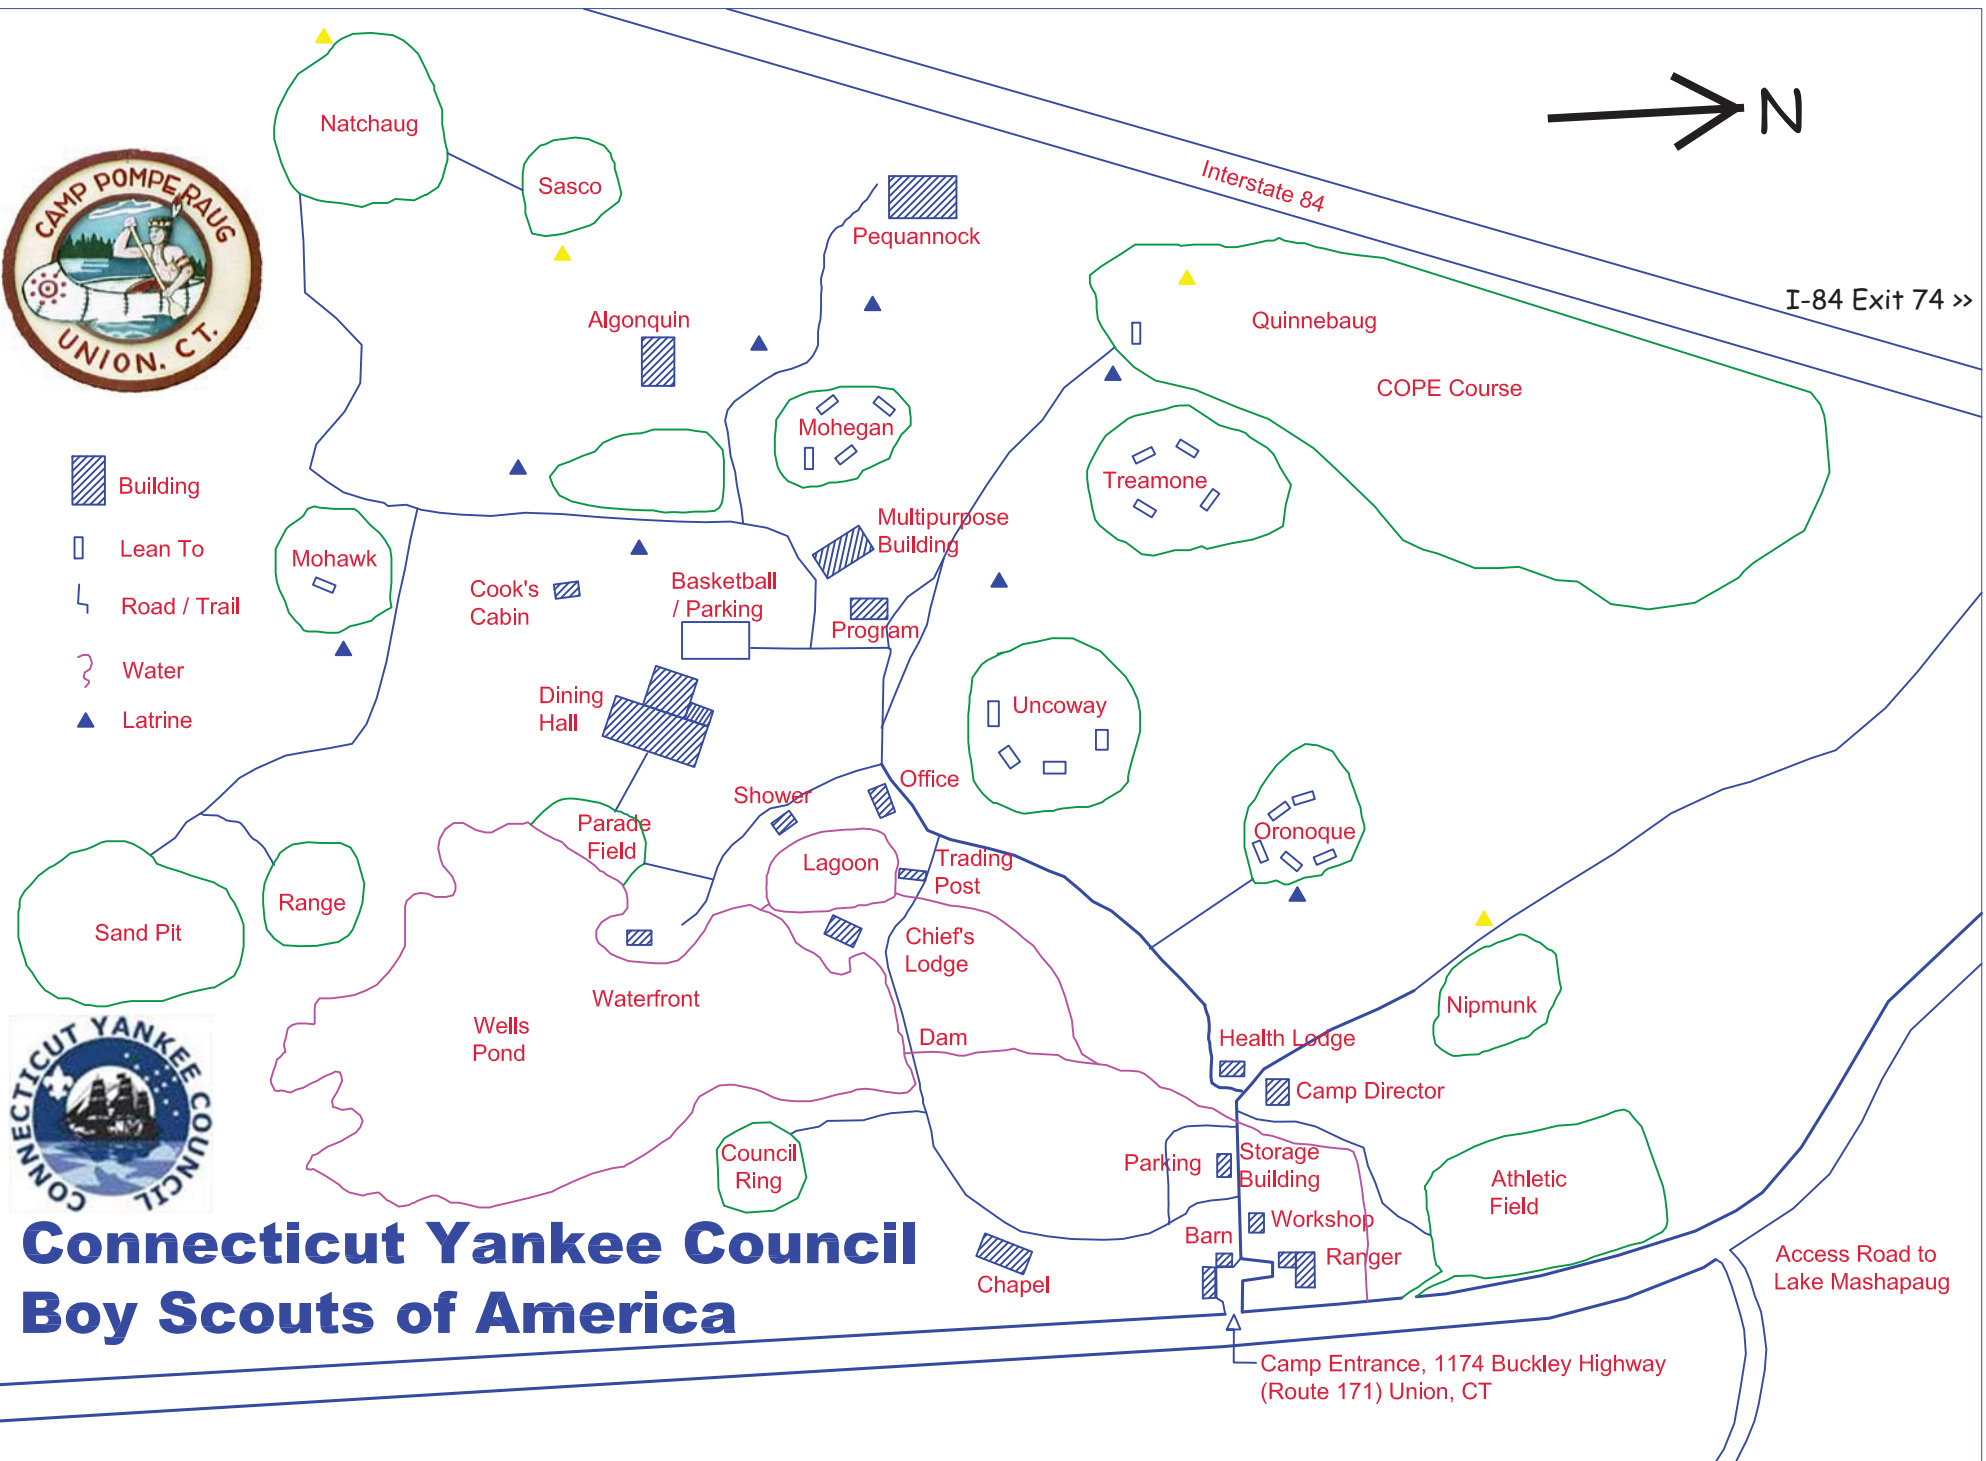 N
Natchaug
CAMP POMPERAUG
UNION. CT.
Sasco
Interstate 84
Pequannock
I-84 Exit 74 >>
Algonquin
Quinnebaug
COPE Course
Mohegan
Treamone
Building
Lean To
Road / Trail
Water
Latrine
Mohawk
Multipurpose
Building
Cook's
Cabin
Basketball
/ Parking
Program
Dining
Hall
Uncoway
Office
Shower
Parade
Field
Lagoon
Trading
Post
Oronoque
Range
Sand Pit
Chief's
Lodge
Waterfront
Wells
Pond
Dam
Nipmunk
Health Lodge
Camp Director
CONNECTICUT YANKEE COUNCIL
Council
Ring
Parking
Storage
Building
Athletic
Field
Workshop
Barn
Ranger
Chapel
Access Road to
Lake Mashapaug
Connecticut Yankee Council
Boy Scouts of America
Camp Entrance, 1174 Buckley Highway
(Route 171) Union, CT